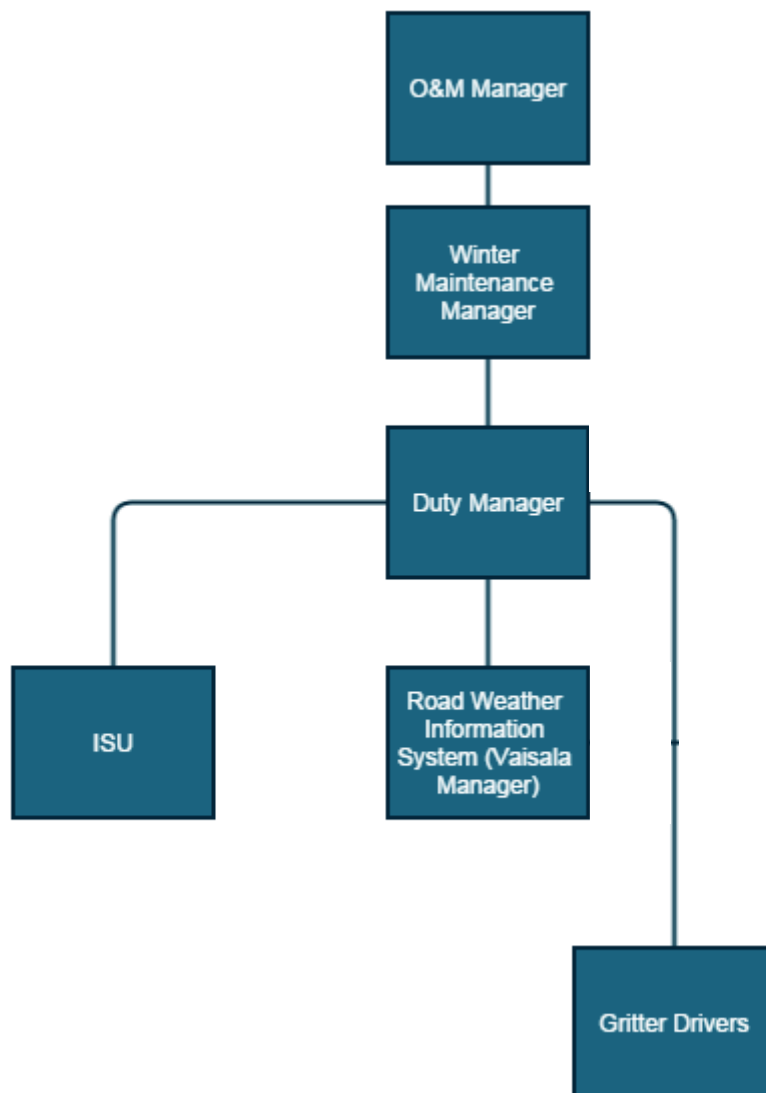 O&M Manager
Winter
Maintenance
Manager
Duty Manager
ISU
Road Weather
Information
System (Vaisala
Manager)
Gritter Drivers